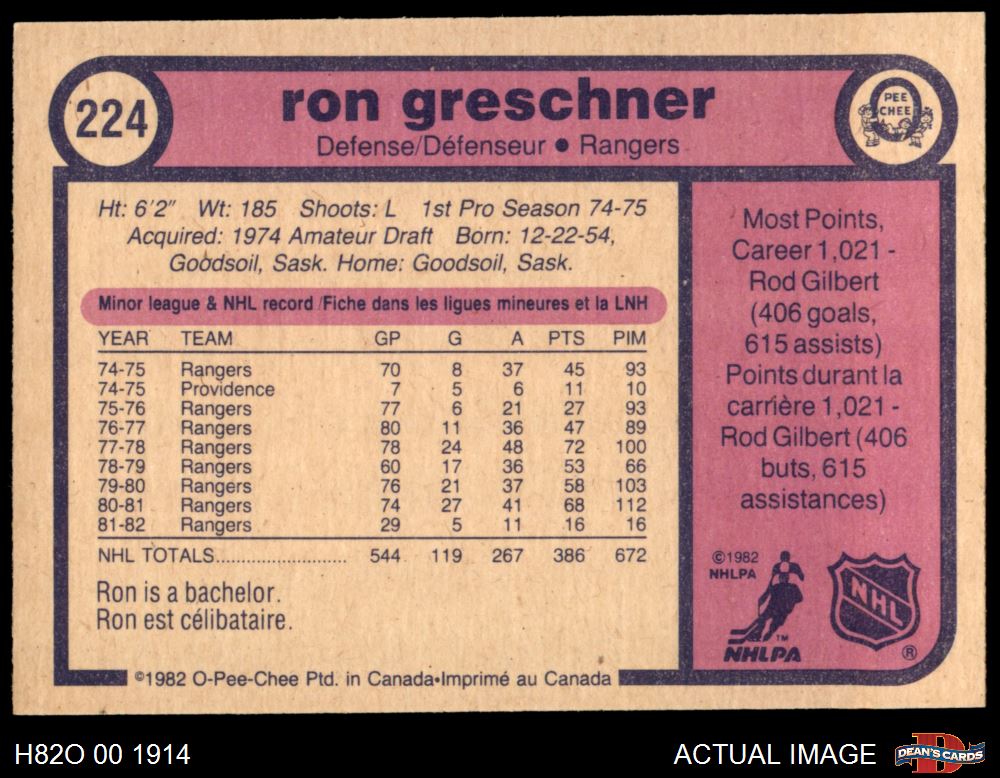 224
ron greschner
Defense/Défenseur • Rangers
PEE
CHEE
Ht: 6'2" Wt: 185 Shoots: L 1st Pro Season 74-75
Acquired: 1974 Amateur Draft Born: 12-22-54,
Goodsoil, Sask. Home: Goodsoil, Sask.
Minor league & NHL record/Fiche dans les ligues mineures et la LNH
YEAR TEAM GP G A PTS PIM
74-75 Rangers 70 8 37 45 93
74-75 Providence 7 5 6 11 10
75-76 Rangers 77 6 21 27 93
76-77 Rangers 80 11 36 47 89
77-78 Rangers 78 24 48 72 100
78-79 Rangers 60 17 36 53 66
79-80 Rangers 76 21 37 58 103
80-81 Rangers 74 27 41 68 112
81-82 Rangers 29 5 11 16 16
NHL TOTALS........................ 544 119 267 386 672
Ron is a bachelor.
Ron est célibataire.
Most Points,
Career 1,021 -
Rod Gilbert
(406 goals,
615 assists)
Points durant la
carrière 1,021 -
Rod Gilbert (406
buts, 615
assistances)
©1982
NHLPA
TM
NHLPA
NHL
®
©1982 O-Pee-Chee Ptd. in Canada•Imprimé au Canada
H82O 00 1914
ACTUAL IMAGE
DEAN'S CARDS